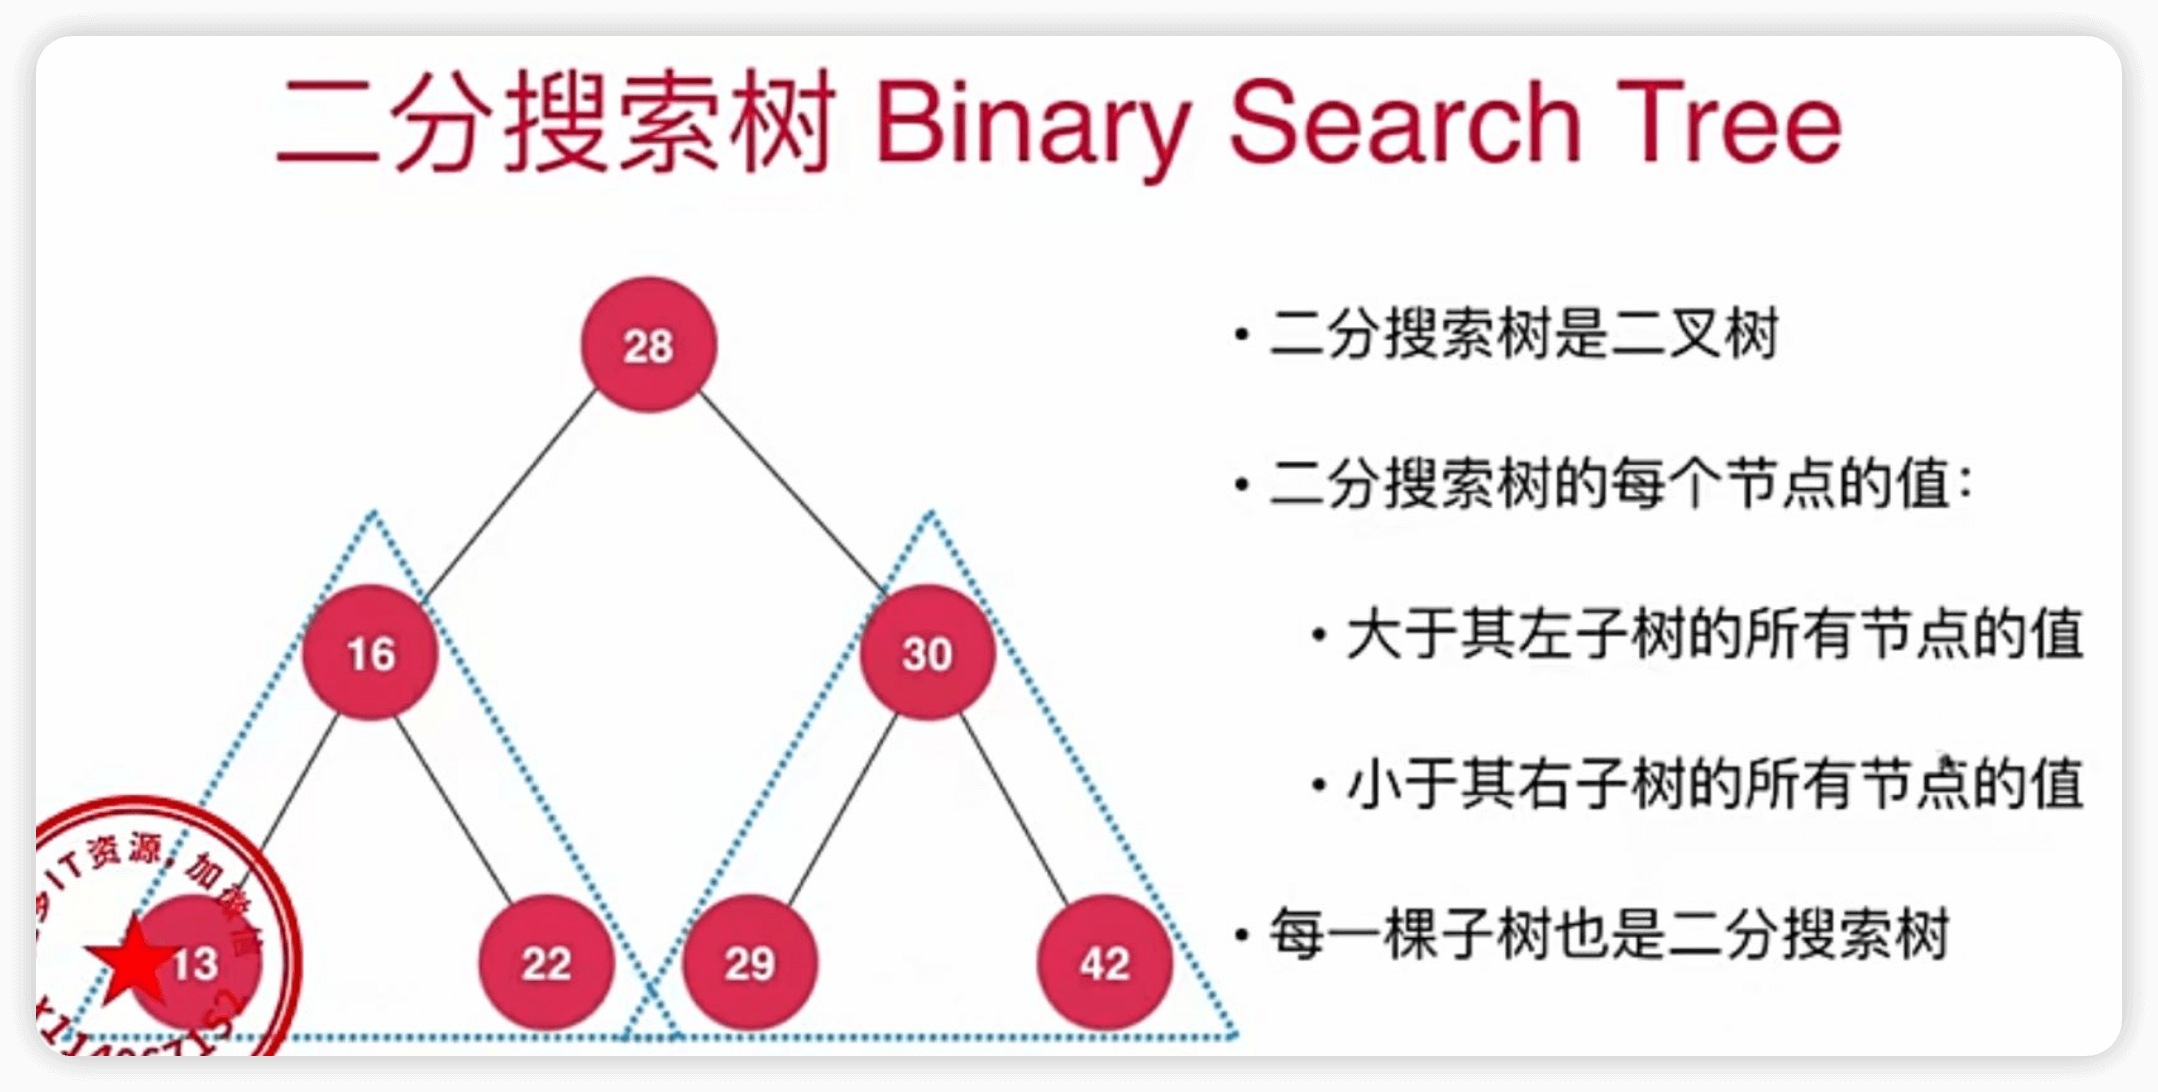 二分搜索树 Binary Search Tree
28
16
30
13
22
29
42
• 二分搜索树是二叉树
• 二分搜索树的每个节点的值：
• 大于其左子树的所有节点的值
• 小于其右子树的所有节点的值
• 每一棵子树也是二分搜索树
IT资源，加微信